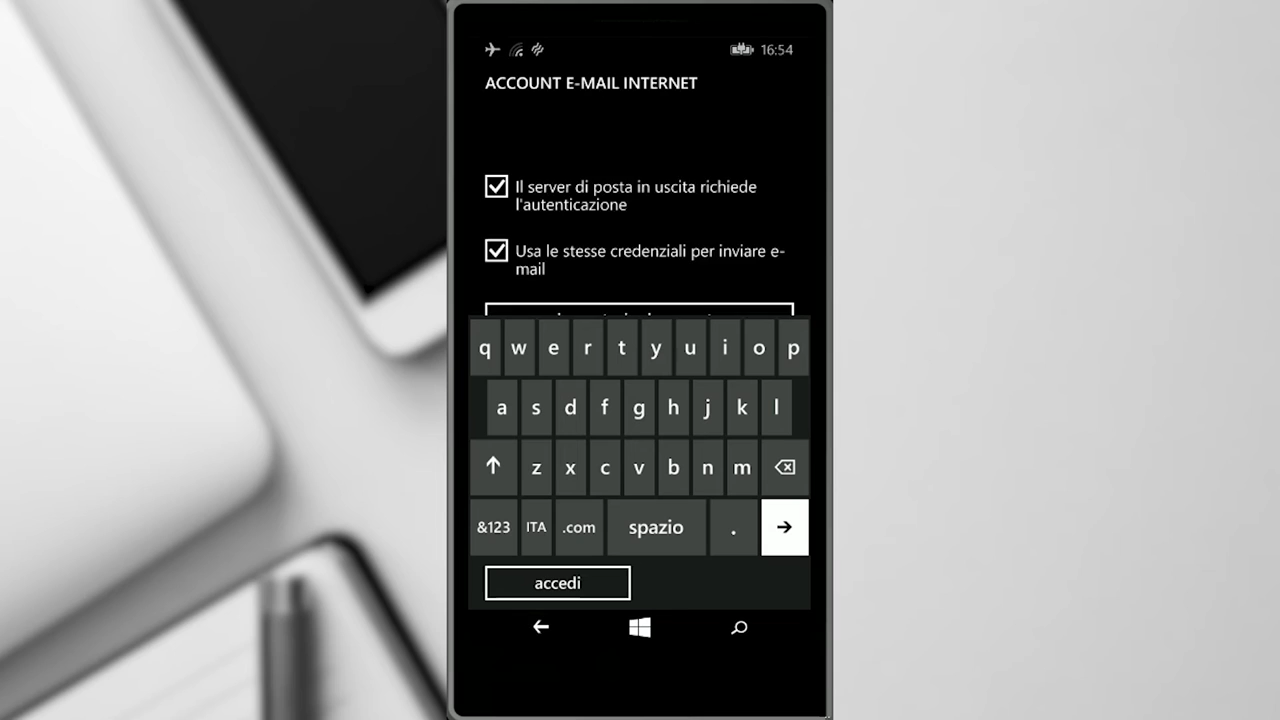 16:54
ACCOUNT E-MAIL INTERNET
Il server di posta in uscita richiede
l'autenticazione
Usa le stesse credenziali per inviare e-
mail
q w e r t y u i o p
a s d f g h j k l
z x c v b n m
&123 ITA .com spazio .
accedi